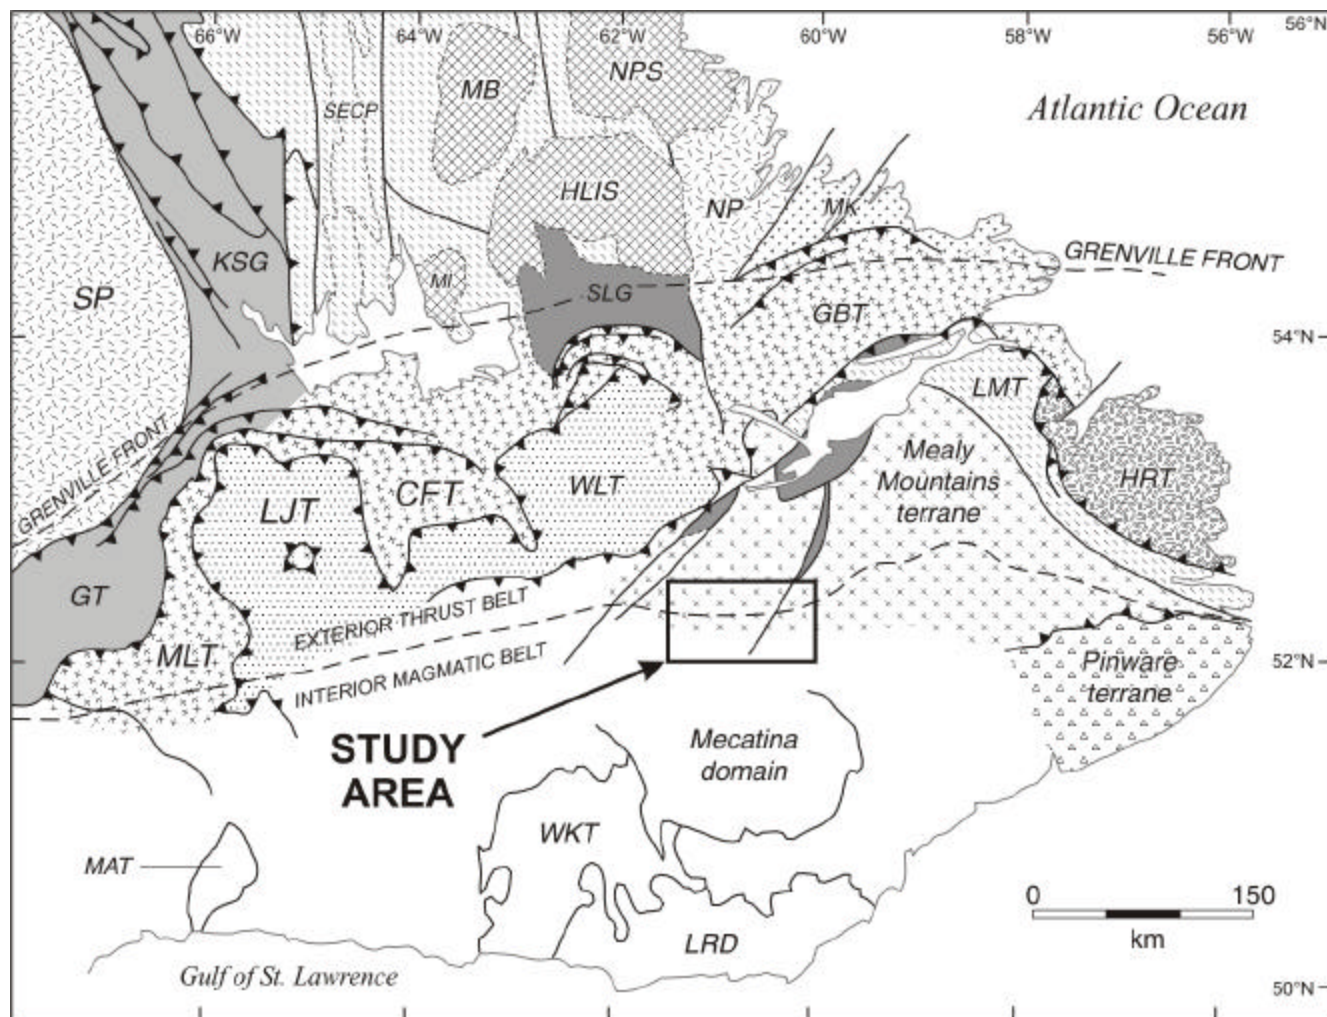 66°W 64°W 62°W 60°W 58°W 56°W 56°N
NPS
MB
SECP
Atlantic Ocean
HLIS
NP
MK
GRENVILLE FRONT
KSG
MI
SLG
SP
GBT
54°N
LMT
GRENVILLE FRONT
Mealy
Mountains
terrane
HRT
LJT
CFT
WLT
GT
EXTERIOR THRUST BELT
MLT
INTERIOR MAGMATIC BELT
52°N
Pinware
terrane
STUDY
AREA
Mecatina
domain
WKT
MAT
0 150
km
LRD
Gulf of St. Lawrence
50°N